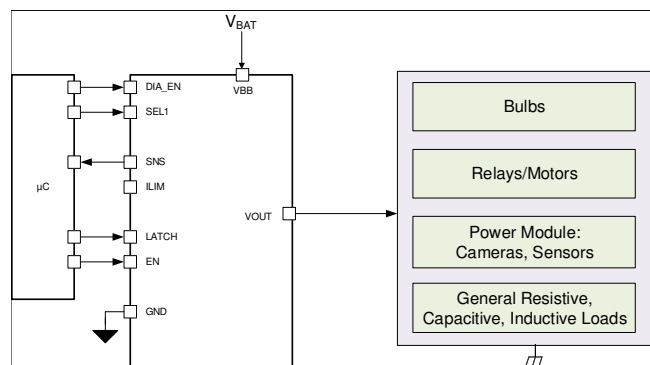 VBAT
DIA_EN
VBB
SEL1
Bulbs
SNS
µC
ILIM
Relays/Motors
VOUT
LATCH
EN
Power Module:
Cameras, Sensors
GND
General Resistive,
Capacitive, Inductive Loads